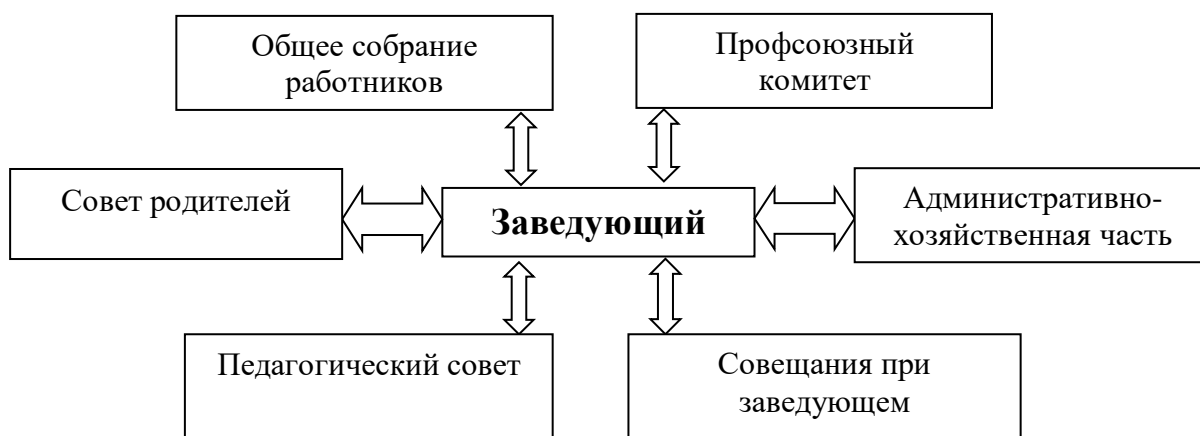 Общее собрание
работников
Профсоюзный
комитет
Совет родителей
Заведующий
Административно-
хозяйственная часть
Педагогический совет
Совещания при
заведующем